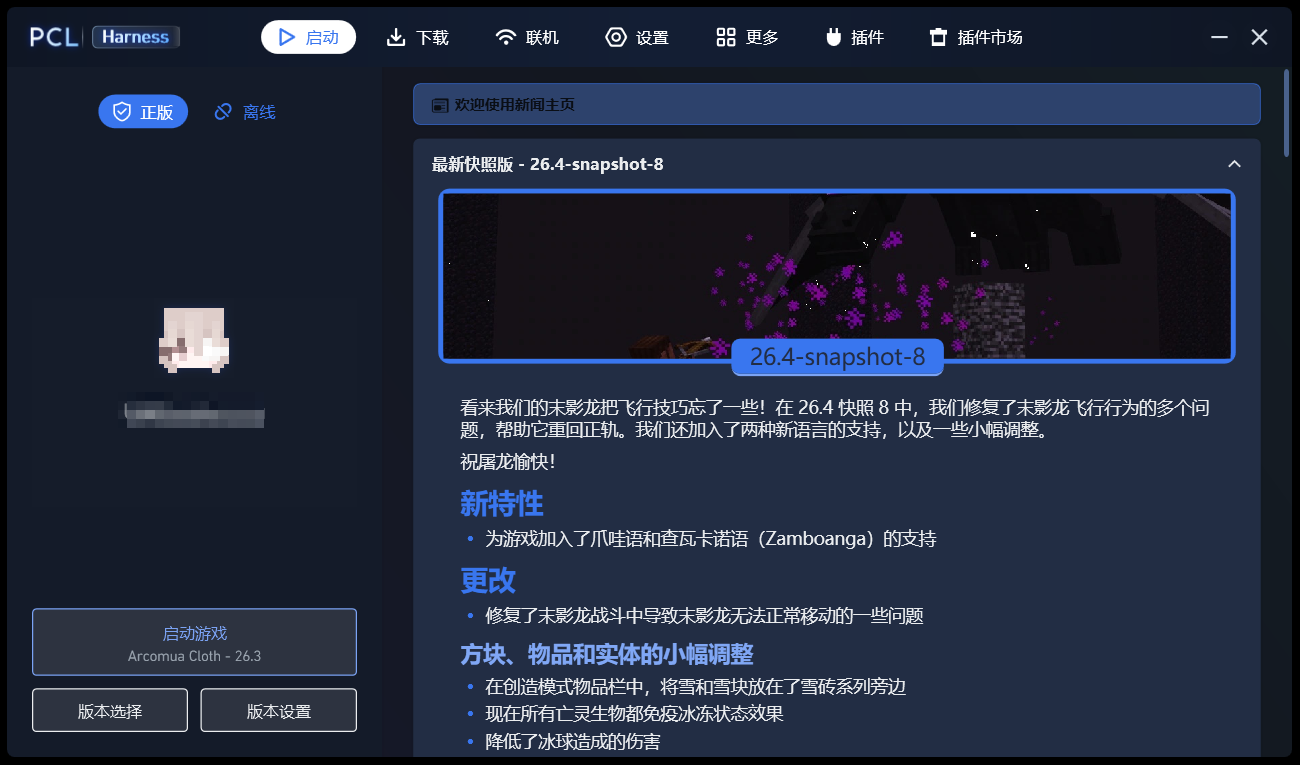 PCL Harness
启动
下载
联机
设置
更多
插件
插件市场
正版
离线
启动游戏
Arcomua Cloth - 26.3
版本选择
版本设置
欢迎使用新闻主页
最新快照版 - 26.4-snapshot-8
26.4-snapshot-8
看来我们的末影龙把飞行技巧忘了一些！在 26.4 快照 8 中，我们修复了末影龙飞行行为的多个问
题，帮助它重回正轨。我们还加入了两种新语言的支持，以及一些小幅调整。
祝屠龙愉快！
新特性
• 为游戏加入了爪哇语和查瓦卡诺语（Zamboanga）的支持
更改
• 修复了末影龙战斗中导致末影龙无法正常移动的一些问题
方块、物品和实体的小幅调整
• 在创造模式物品栏中，将雪和雪块放在了雪砖系列旁边
• 现在所有亡灵生物都免疫冰冻状态效果
• 降低了冰球造成的伤害